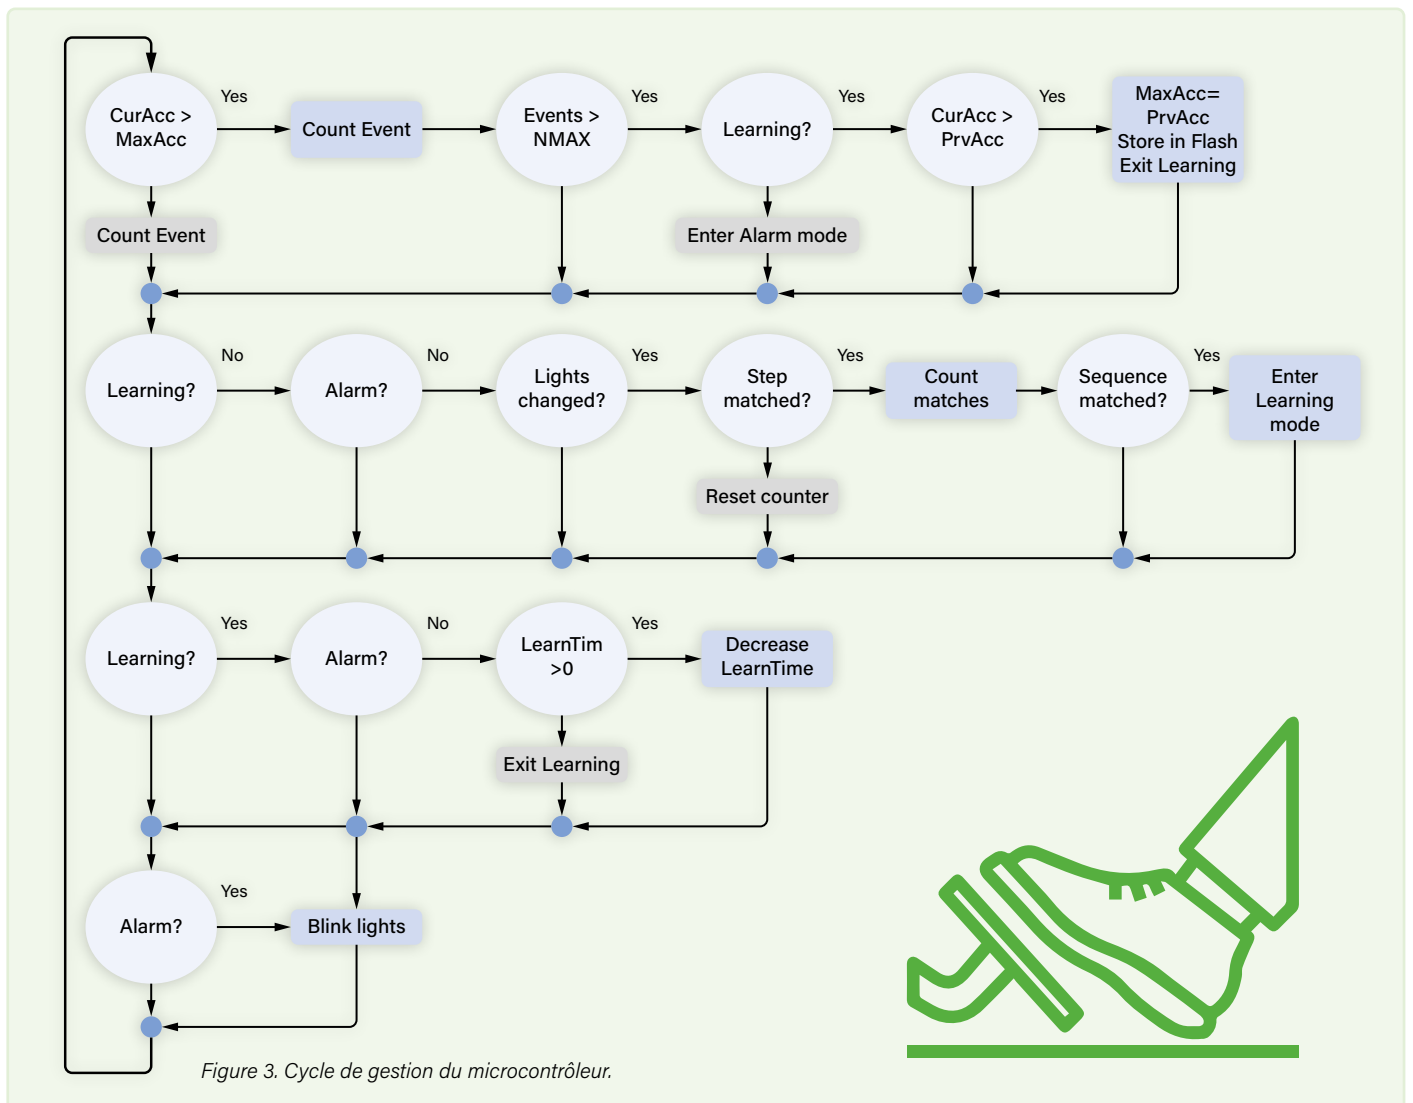 Yes
Yes
Yes
Yes
CurAcc >
MaxAcc
Count Event
Events >
NMAX
Learning?
CurAcc >
PrvAcc
MaxAcc=
PrvAcc
Store in Flash
Exit Learning
Count Event
Enter Alarm mode
No
No
Yes
Yes
Yes
Learning?
Alarm?
Lights
changed?
Step
matched?
Count
matches
Sequence
matched?
Enter
Learning
mode
Reset counter
Yes
No
Yes
Learning?
Alarm?
LearnTim
>0
Decrease
LearnTime
Exit Learning
Yes
Alarm?
Blink lights
Figure 3. Cycle de gestion du microcontrôleur.